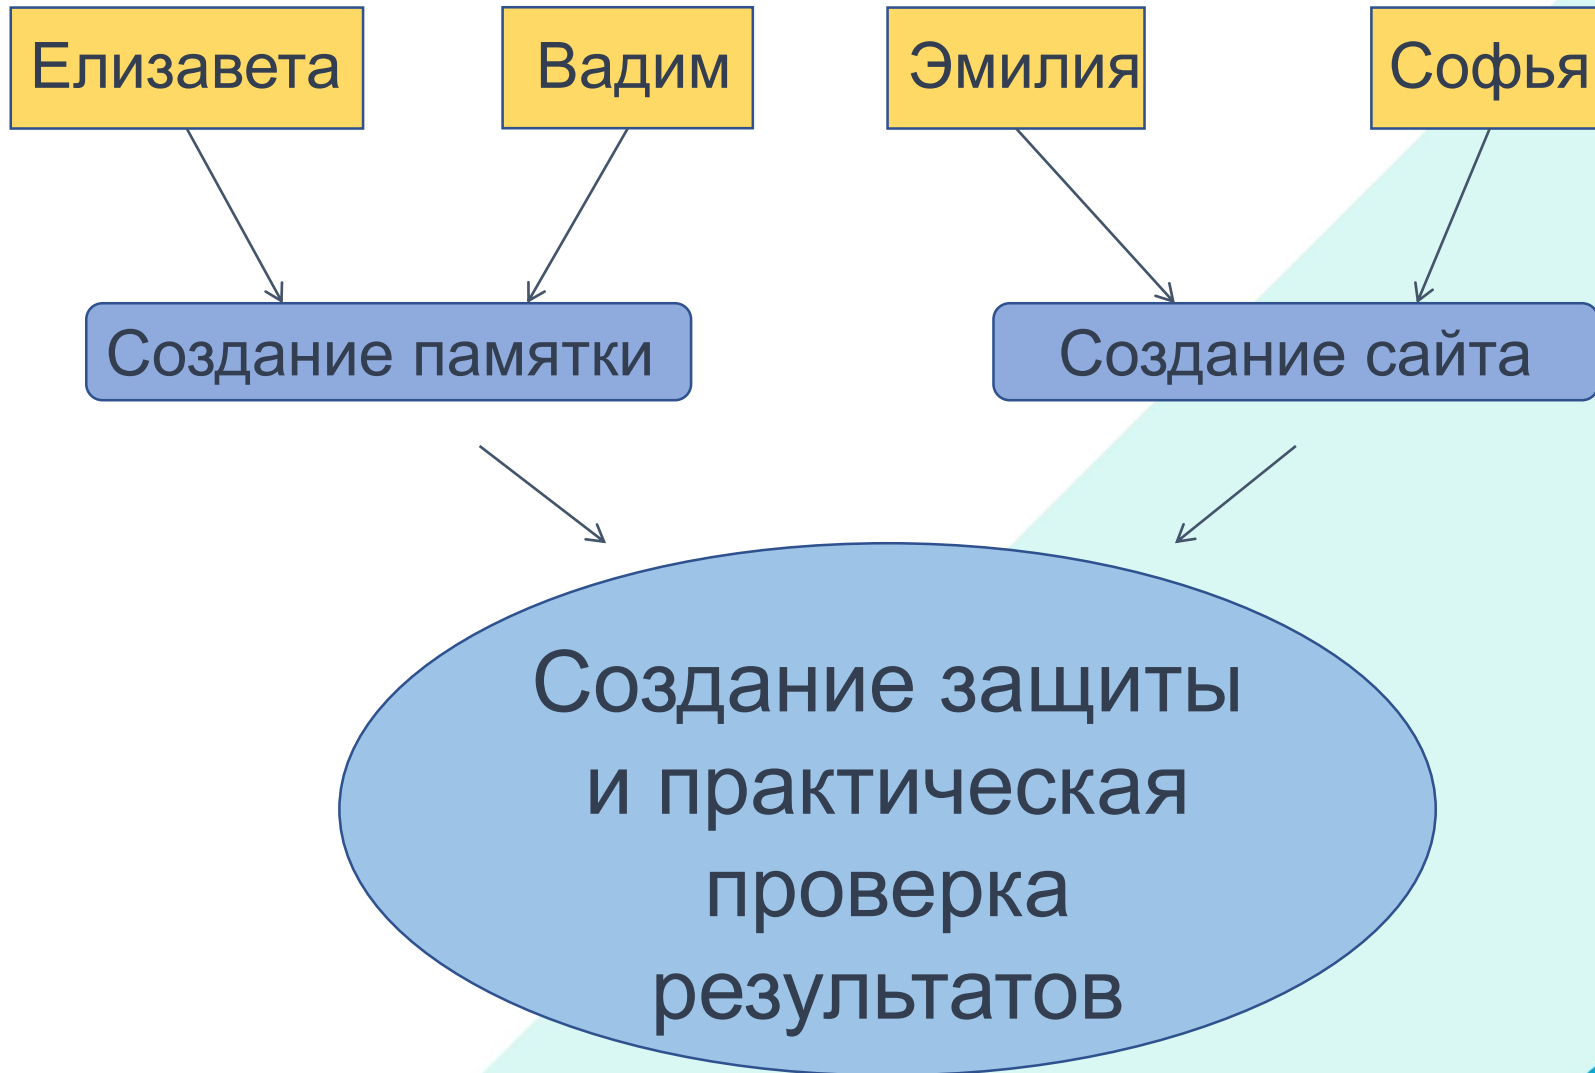 Елизавета Вадим Эмилия Софья
Создание памятки Создание сайта
Создание защиты
и практическая
проверка
результатов